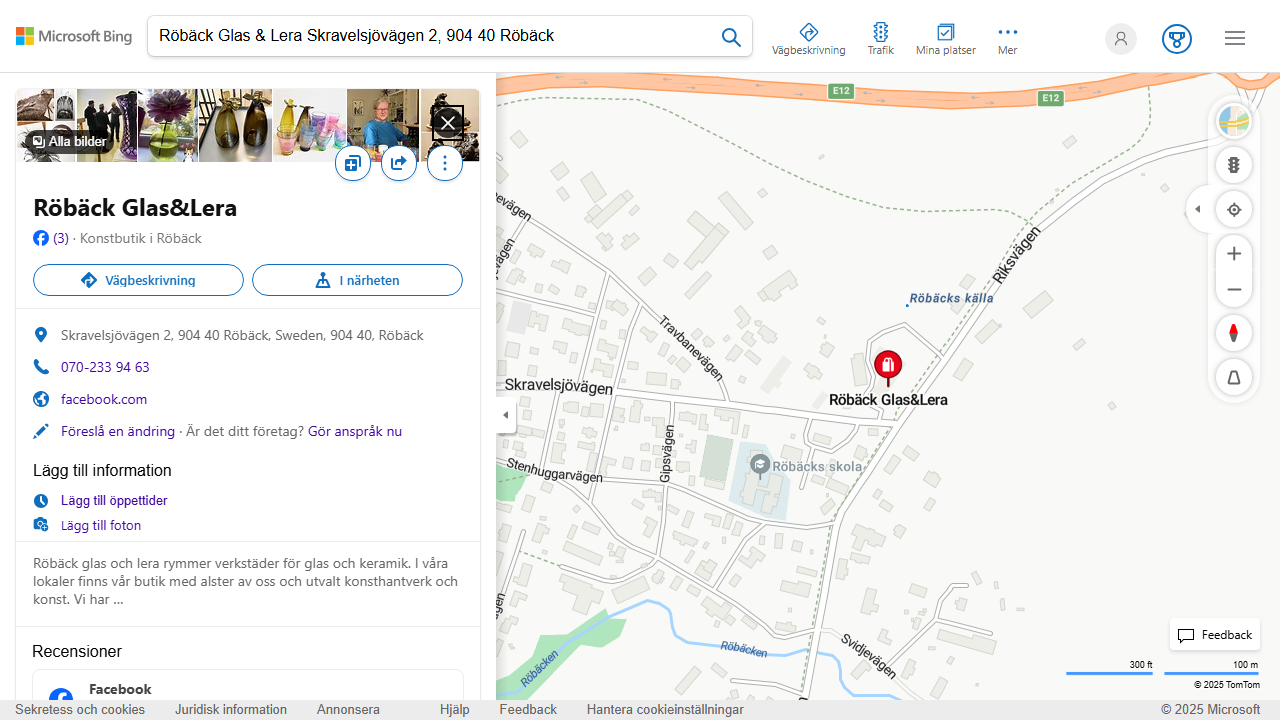 Microsoft Bing
Röbäck Glas & Lera Skravelsjövägen 2, 904 40 Röbäck
Vägbeskrivning
Trafik
Mina platser
Mer
Alla bilder
Röbäck Glas&Lera
(3) · Konstbutik i Röbäck
Vägbeskrivning
I närheten
Skravelsjövägen 2, 904 40 Röbäck, Sweden, 904 40, Röbäck
070-233 94 63
facebook.com
Föreslå en ändring · Är det ditt företag? Gör anspråk nu
Lägg till information
Lägg till öppettider
Lägg till foton
Röbäck glas och lera rymmer verkstäder för glas och keramik. I våra
lokaler finns vår butik med alster av oss och utvalt konsthantverk och
konst. Vi har ...
Recensioner
Facebook
E12
E12
Riksvägen
Röbäcks källa
Travbanevägen
Skravelsjövägen
Röbäck Glas&Lera
Gipsvägen
Röbäcks skola
Stenhuggarvägen
Svidjevägen
Röbäcken
Röbäcken
Feedback
300 ft
100 m
© 2025 TomTom
Sekretess och cookies
Juridisk information
Annonsera
Hjälp
Feedback
Hantera cookieinställningar
© 2025 Microsoft